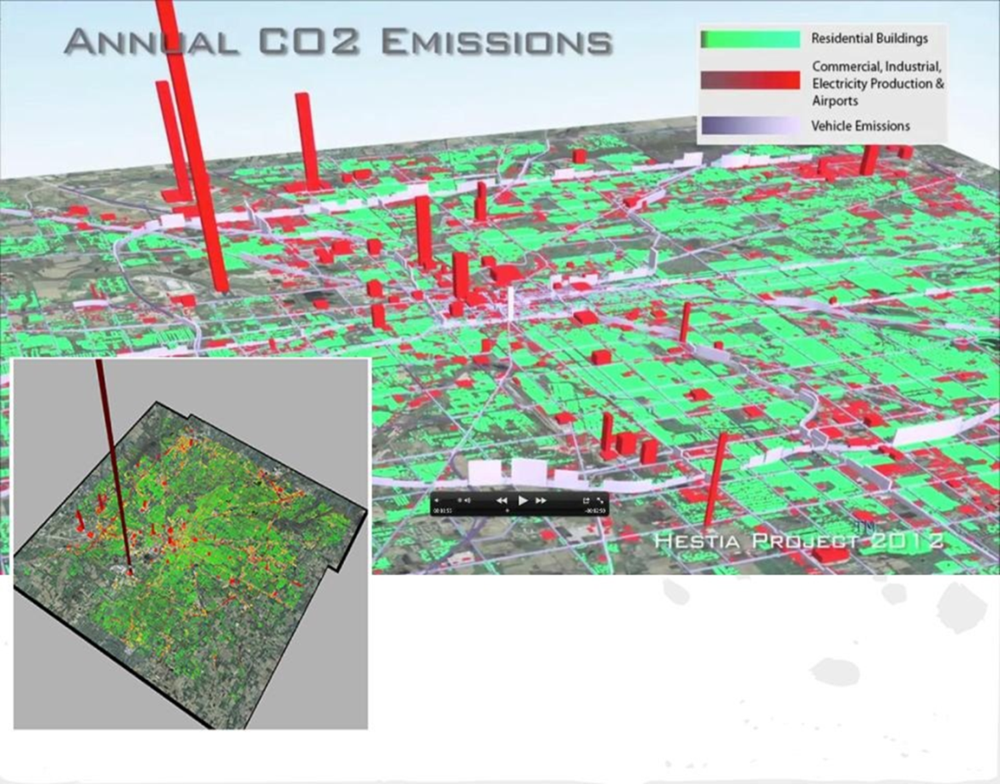 ANNUAL CO2 EMISSIONS
Residential Buildings
Commercial, Industrial,
Electricity Production &
Airports
Vehicle Emissions
HESTIA PROJECT 2012